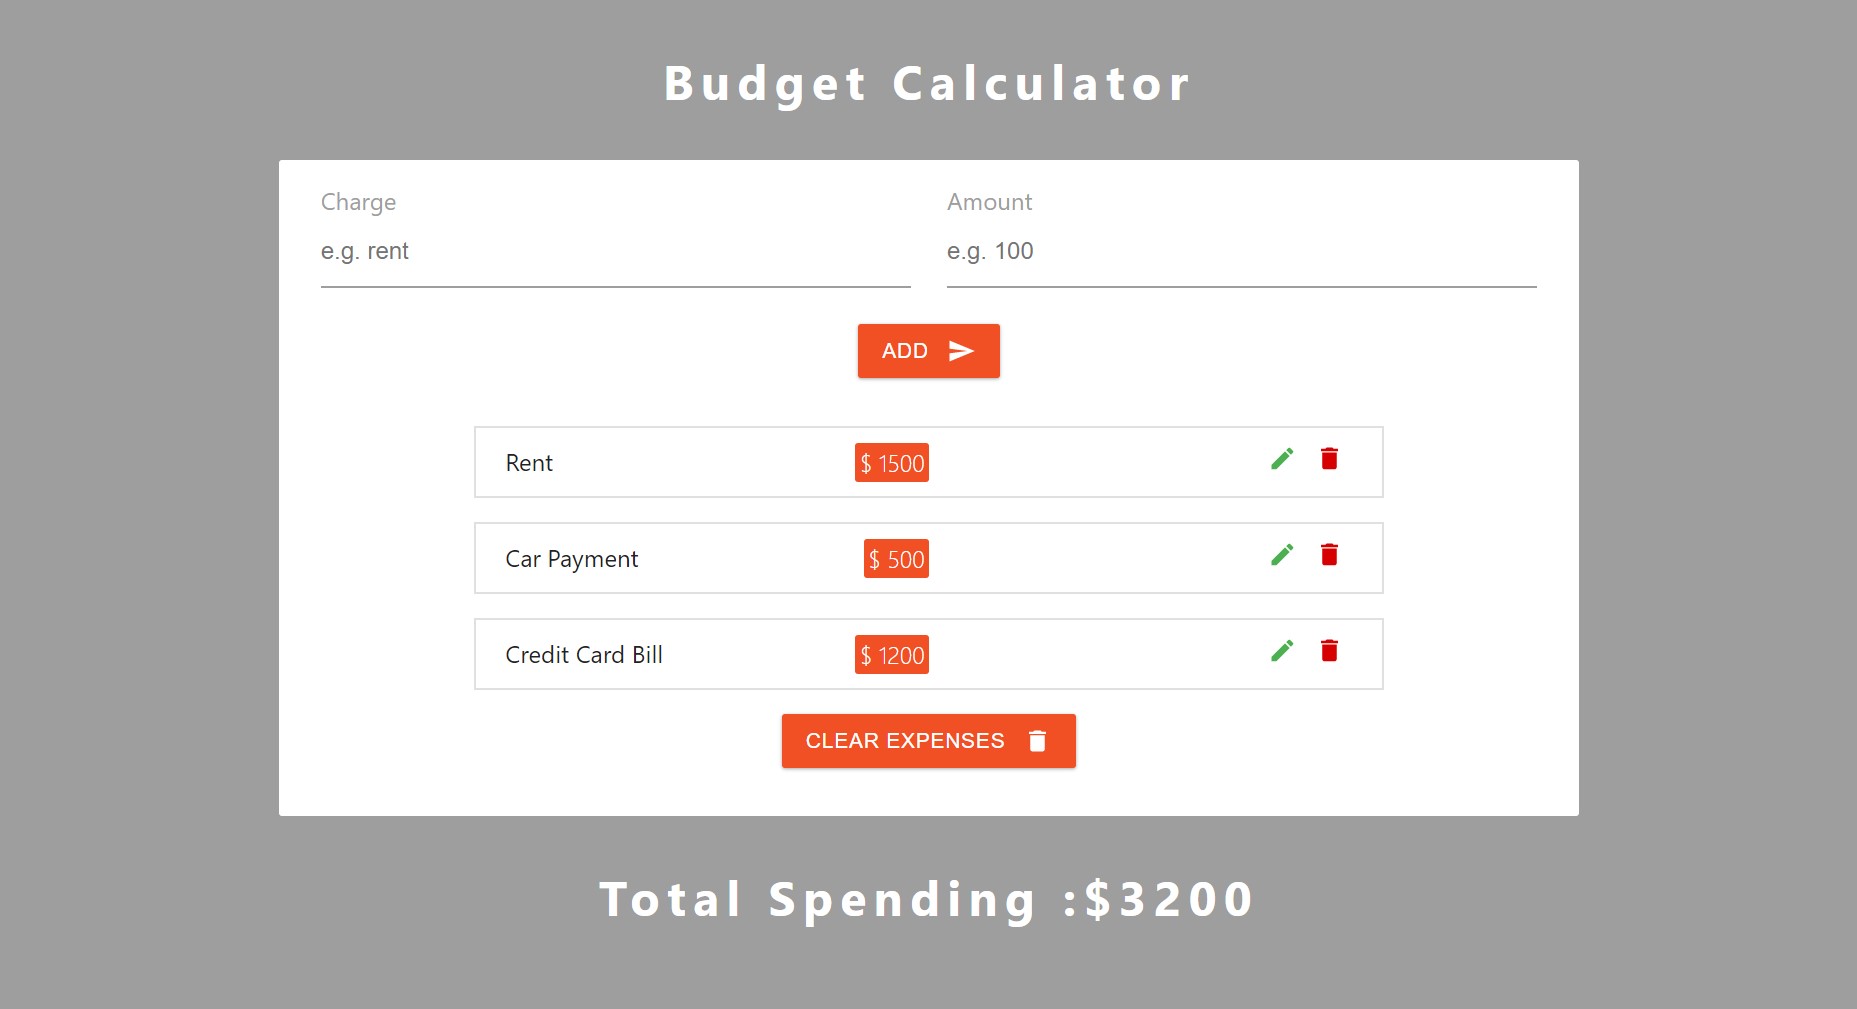 Budget Calculator
Charge
Amount
e.g. rent
e.g. 100
ADD
Rent
$ 1500
Car Payment
$ 500
Credit Card Bill
$ 1200
CLEAR EXPENSES
Total Spending :$3200